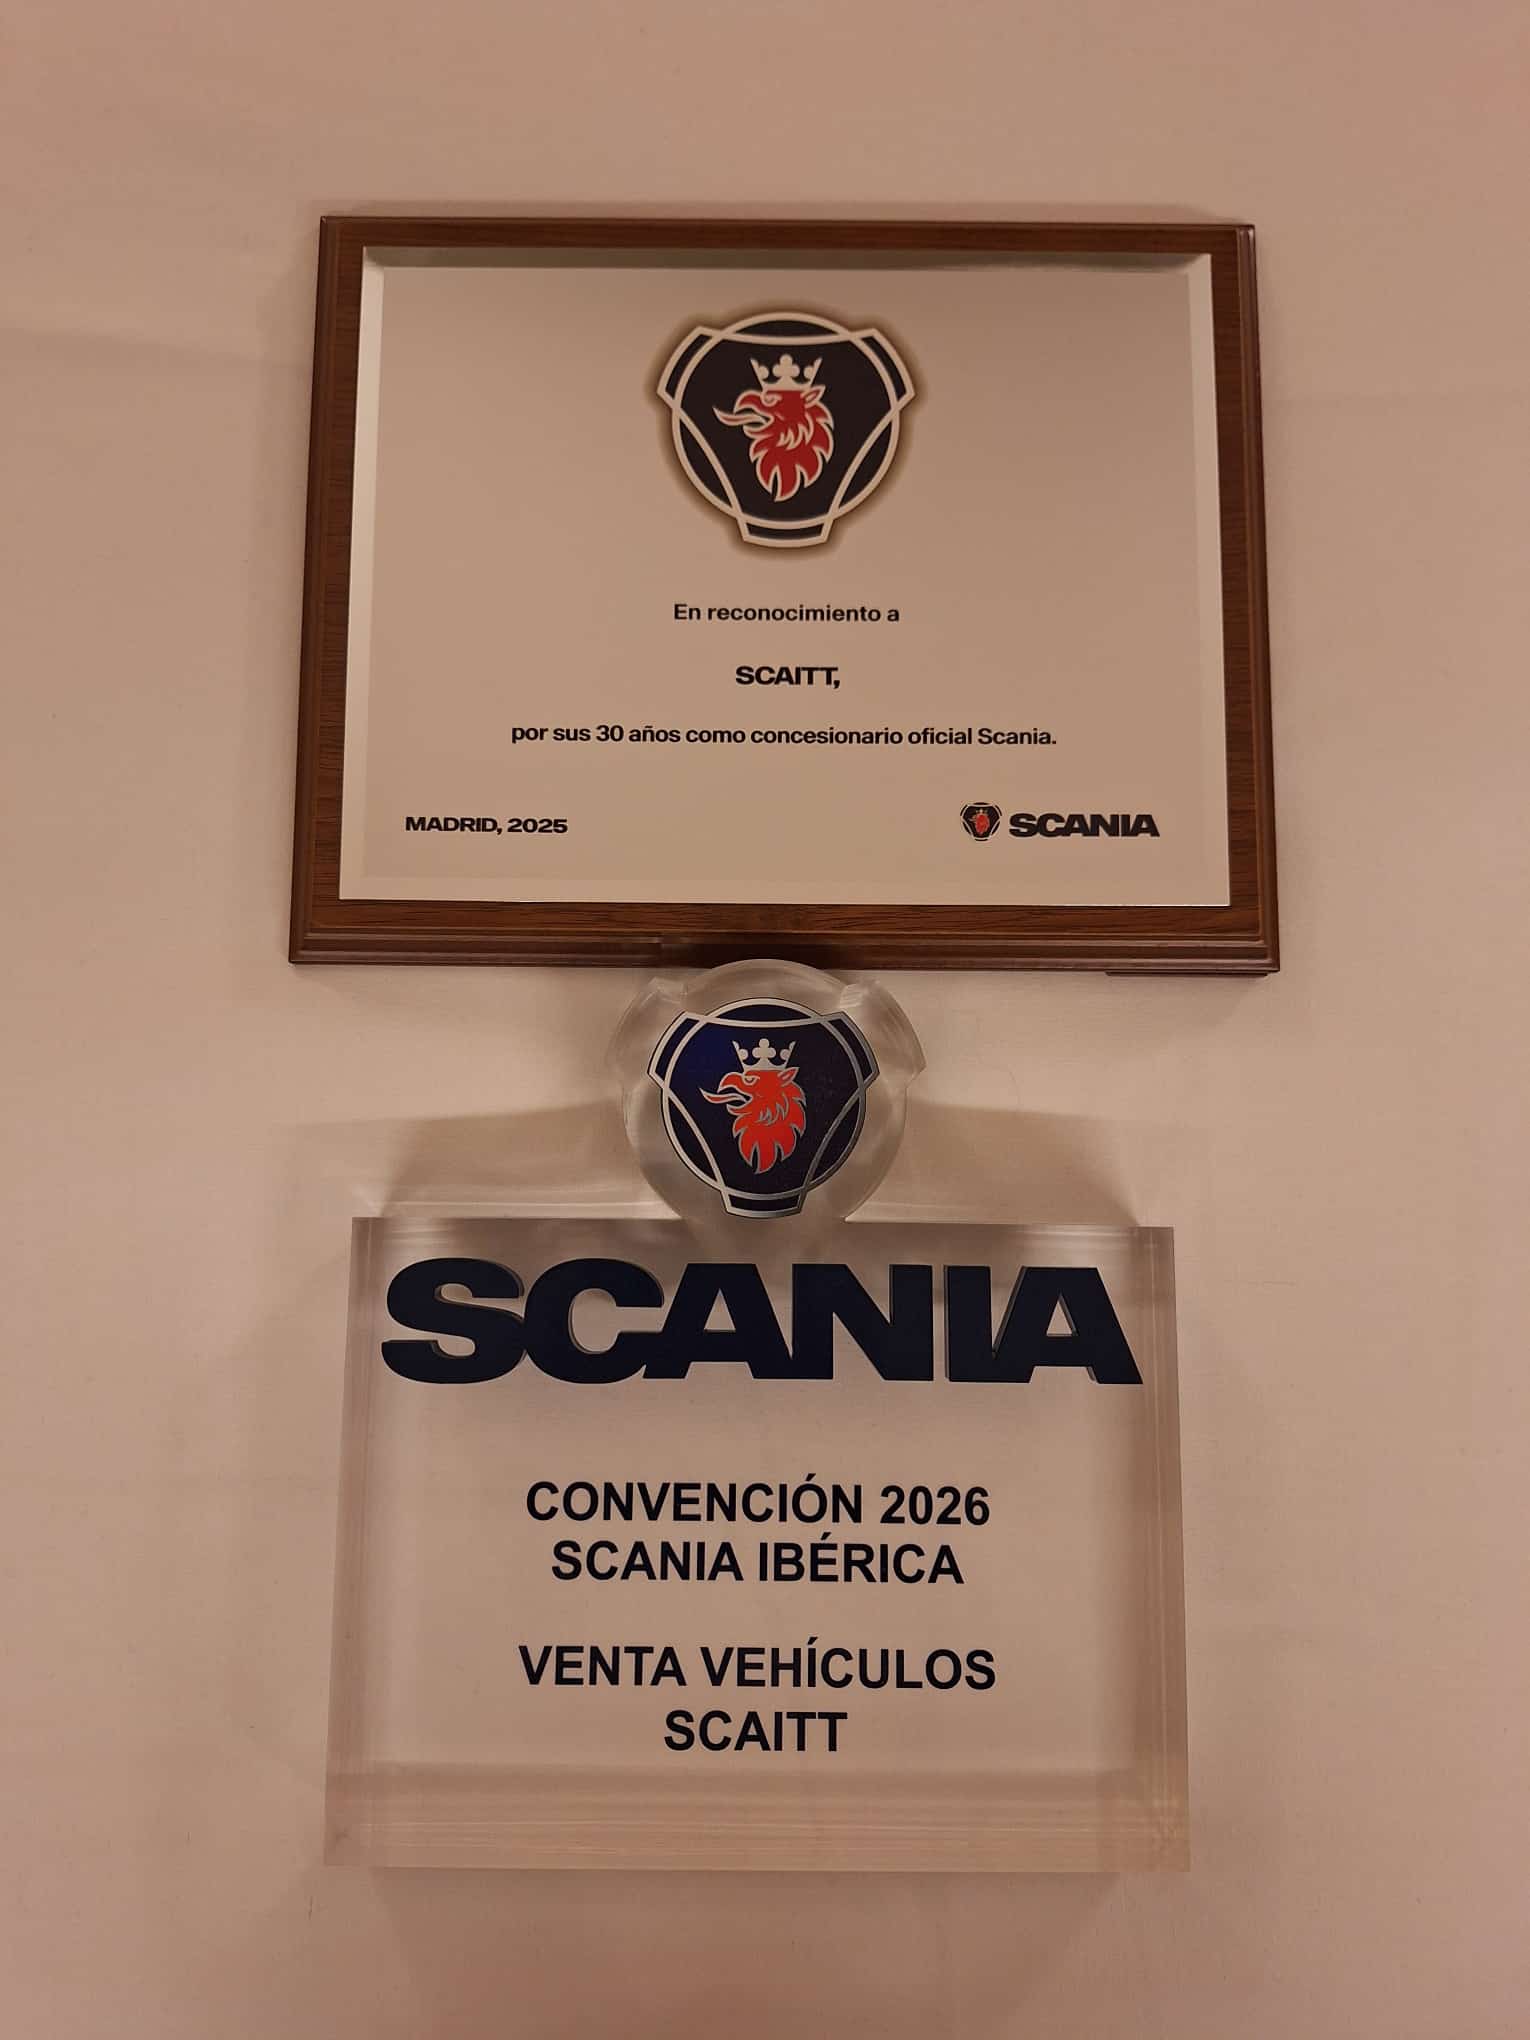 En reconocimiento a
SCAITT,
por sus 30 años como concesionario oficial Scania.
MADRID, 2025
SCANIA
SCANIA
CONVENCIÓN 2026
SCANIA IBÉRICA
VENTA VEHÍCULOS
SCAITT